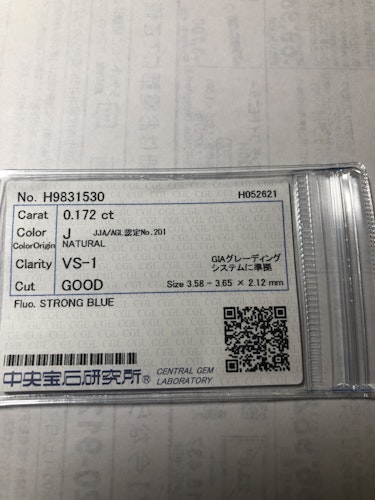 No. H9831530 H052621
Carat 0.172 ct
Color J JJA/AGL認定No.201
ColorOrigin NATURAL
Clarity VS-1 GIAグレーディング
システムに準拠
Cut GOOD Size 3.58 - 3.65 × 2.12 mm
Fluo. STRONG BLUE
中央宝石研究所® CENTRAL GEM
LABORATORY